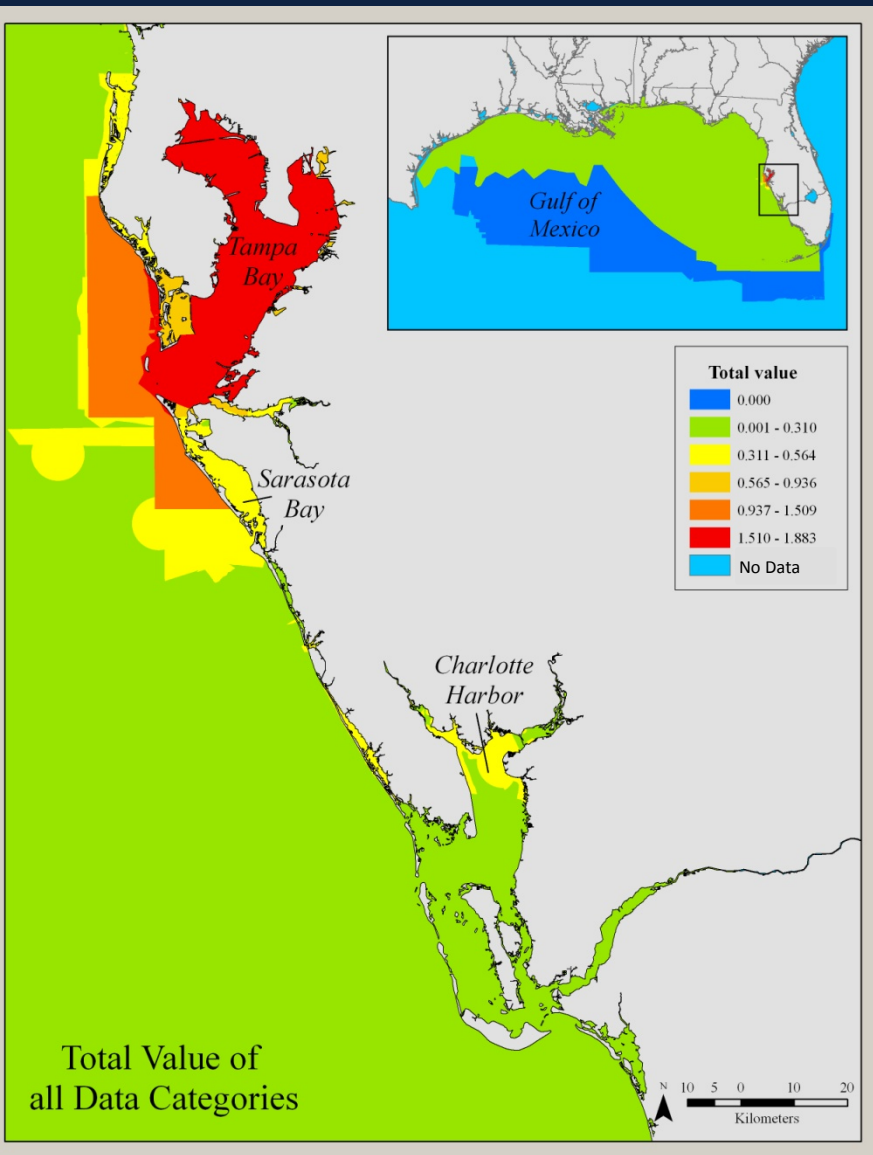 Gulf of
Mexico
Tampa
Bay
Total value
0.000
0.001 - 0.310
0.311 - 0.564
0.565 - 0.936
0.937 - 1.509
1.510 - 1.883
No Data
Sarasota
Bay
Charlotte
Harbor
Total Value of
all Data Categories
N
10 5 0 10 20
Kilometers